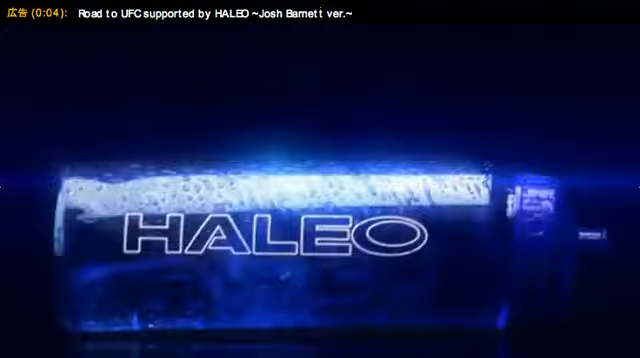 広告 (0:04): Road to UFC supported by HALEO ~Josh Barnett ver.~
HALEO